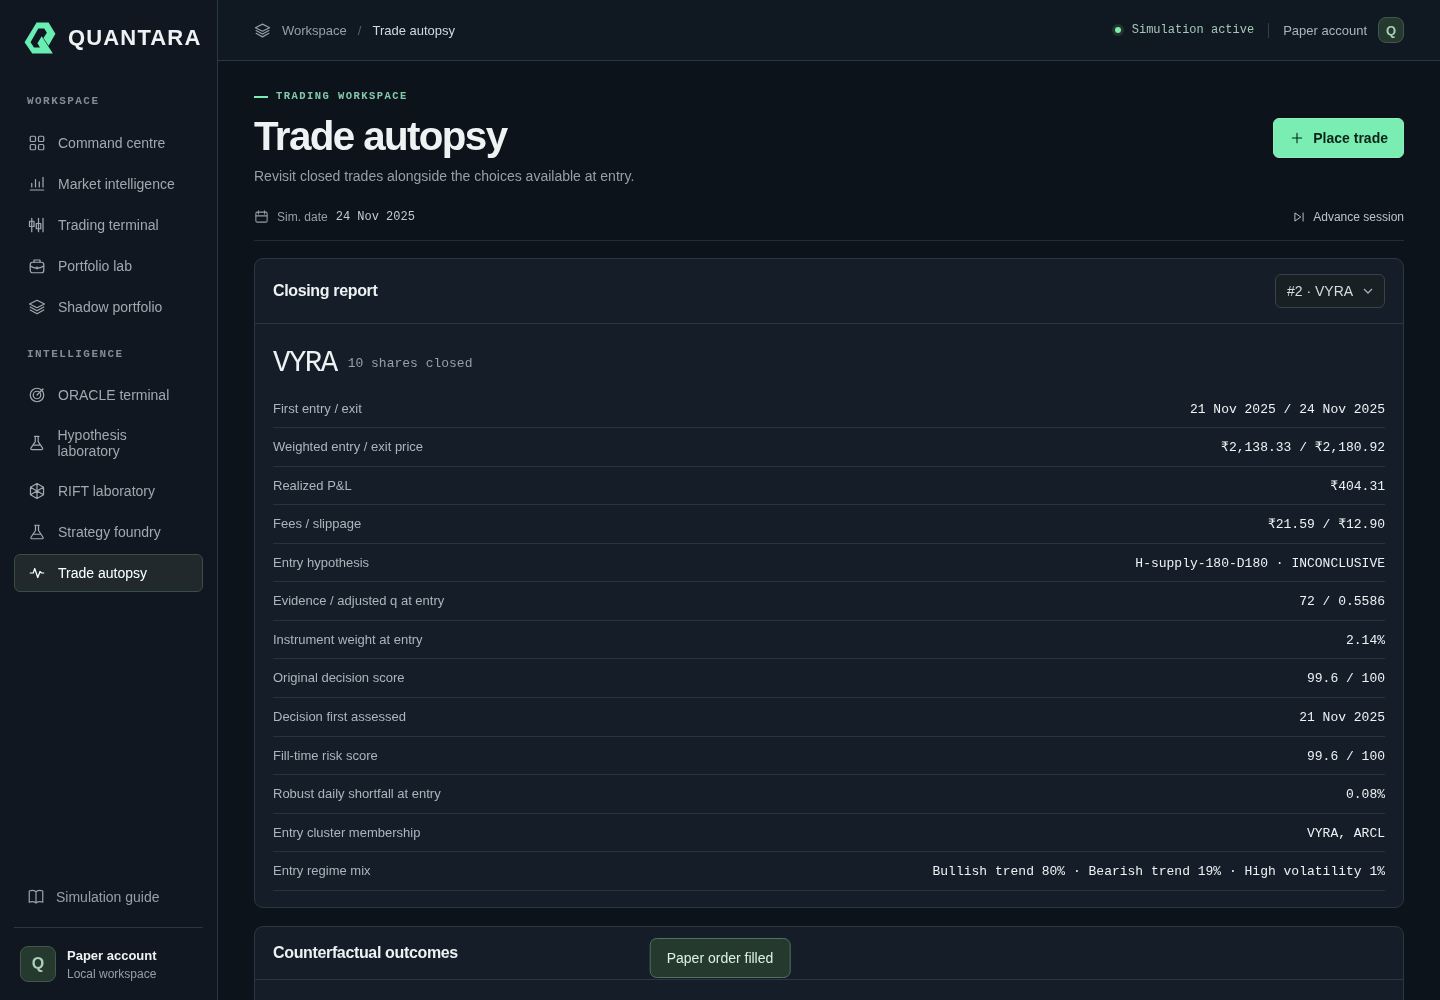 QUANTARA
WORKSPACE
Command centre
Market intelligence
Trading terminal
Portfolio lab
Shadow portfolio
INTELLIGENCE
ORACLE terminal
Hypothesis
laboratory
RIFT laboratory
Strategy foundry
Trade autopsy
Simulation guide
Q
Paper account
Local workspace
Workspace / Trade autopsy
Simulation active
Paper account
Q
TRADING WORKSPACE
Trade autopsy
Place trade
Revisit closed trades alongside the choices available at entry.
Sim. date 24 Nov 2025
Advance session
Closing report
#2 · VYRA
VYRA 10 shares closed
First entry / exit 21 Nov 2025 / 24 Nov 2025
Weighted entry / exit price ₹2,138.33 / ₹2,180.92
Realized P&L ₹404.31
Fees / slippage ₹21.59 / ₹12.90
Entry hypothesis H-supply-180-D180 · INCONCLUSIVE
Evidence / adjusted q at entry 72 / 0.5586
Instrument weight at entry 2.14%
Original decision score 99.6 / 100
Decision first assessed 21 Nov 2025
Fill-time risk score 99.6 / 100
Robust daily shortfall at entry 0.08%
Entry cluster membership VYRA, ARCL
Entry regime mix Bullish trend 80% · Bearish trend 19% · High volatility 1%
Counterfactual outcomes
Paper order filled